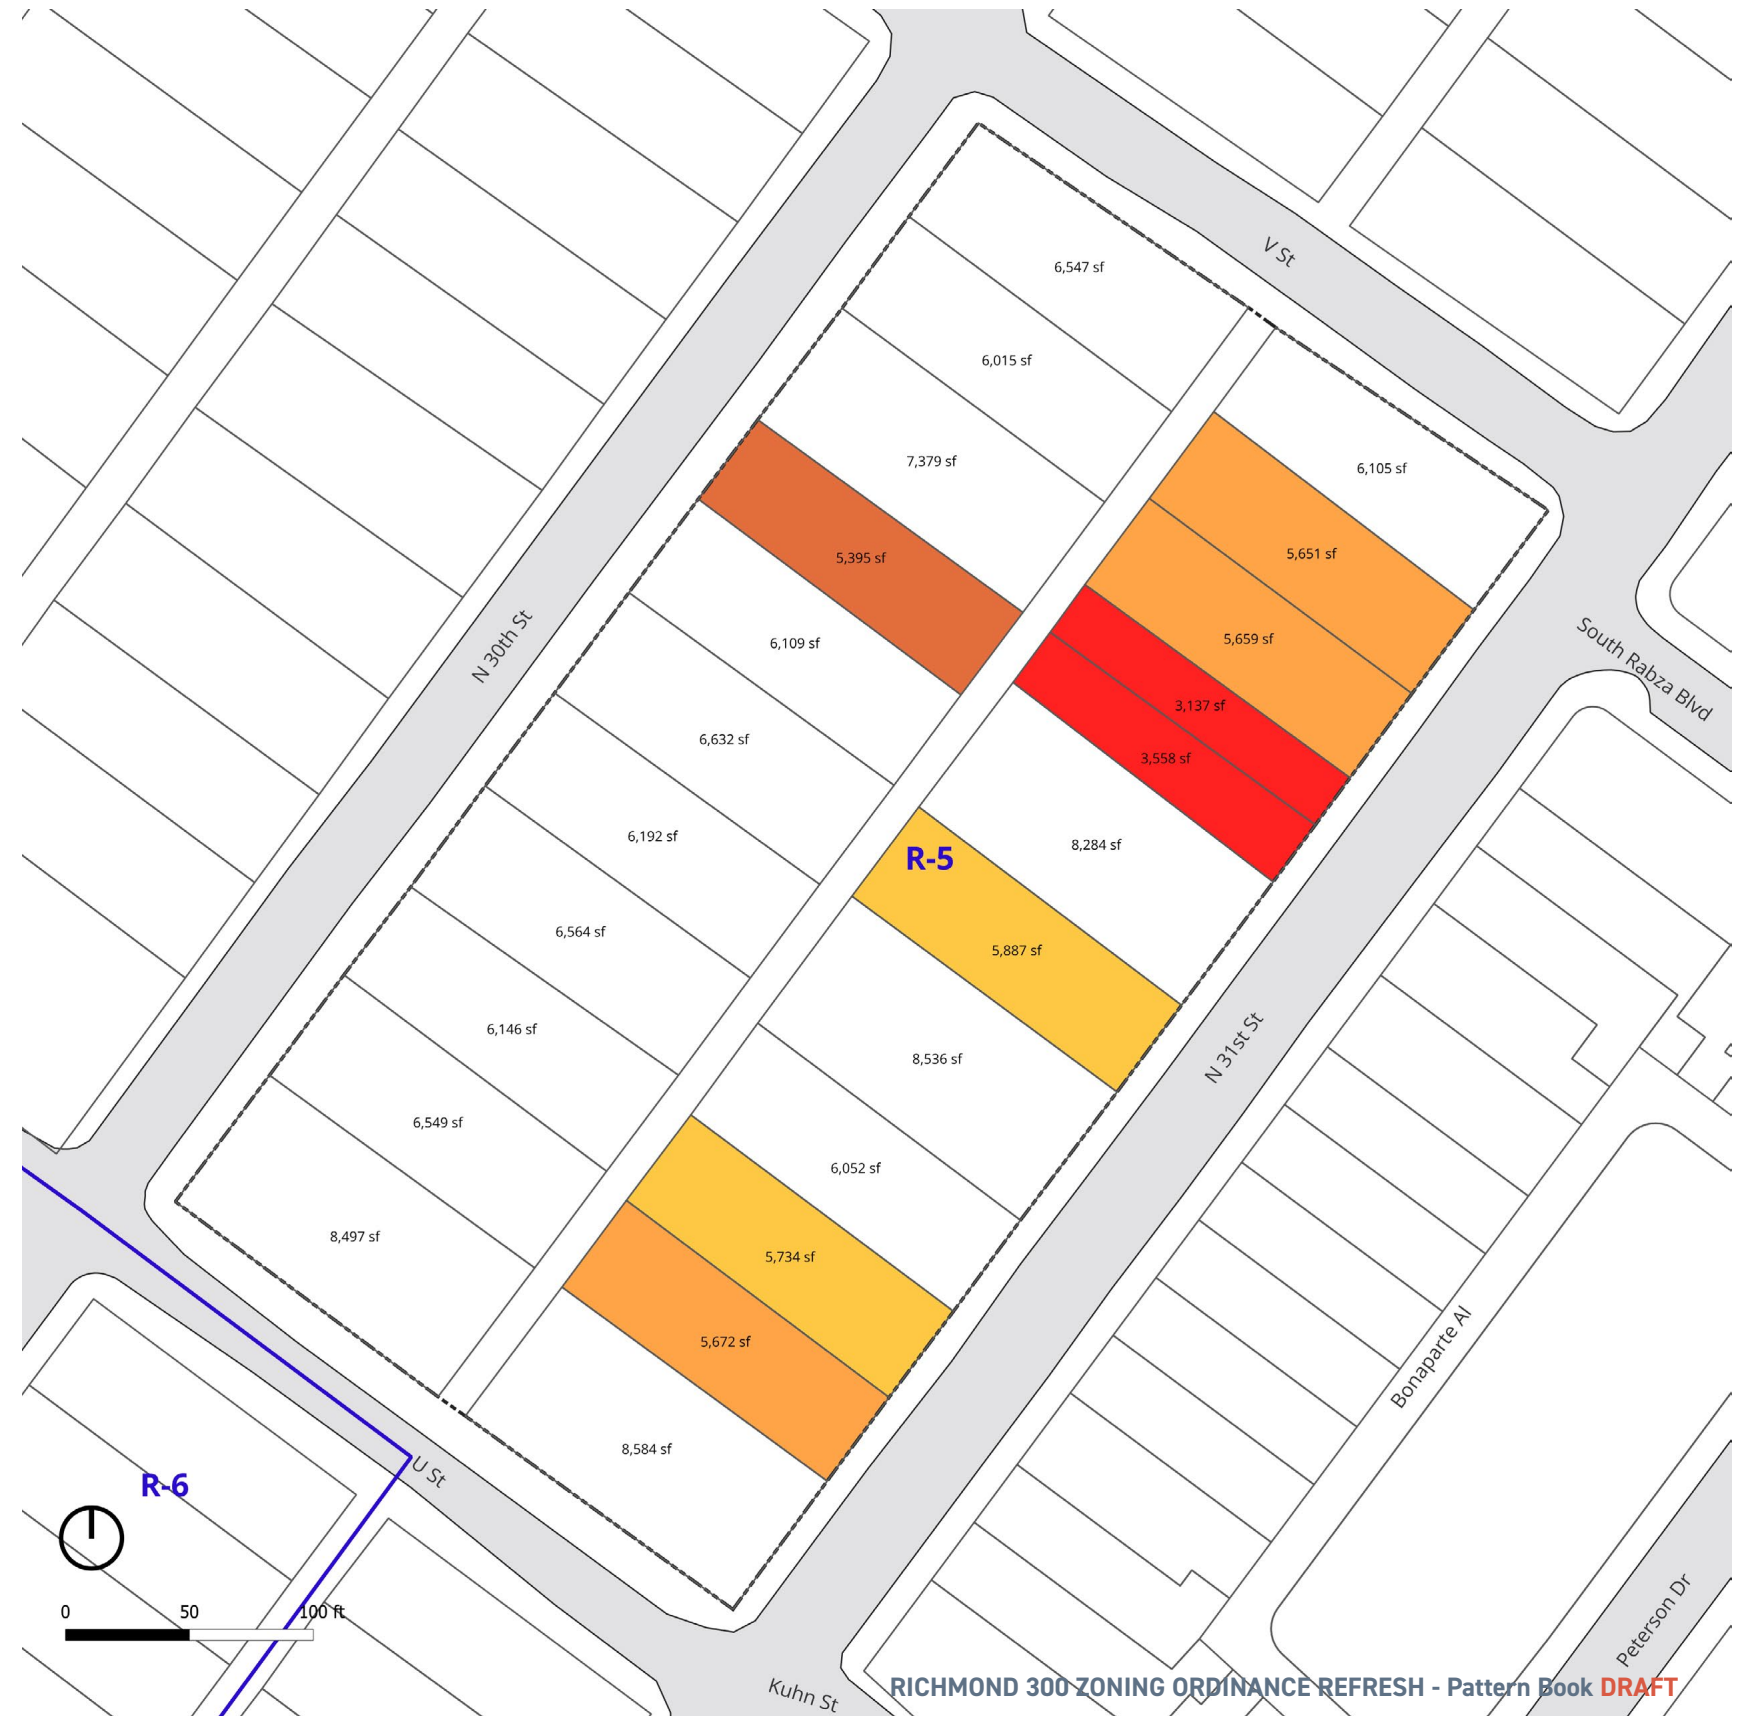 V St
6,547 sf
6,015 sf
7,379 sf
6,105 sf
5,395 sf
5,651 sf
N 30th St
6,109 sf
5,659 sf
South Rabza Blvd
3,137 sf
6,632 sf
3,558 sf
6,192 sf
8,284 sf
R-5
6,564 sf
5,887 sf
6,146 sf
8,536 sf
N 31st St
6,549 sf
6,052 sf
8,497 sf
5,734 sf
5,672 sf
Bonaparte Al
8,584 sf
U St
R-6
0 50 100 ft
Peterson Dr
Kuhn St
RICHMOND 300 ZONING ORDINANCE REFRESH - Pattern Book DRAFT